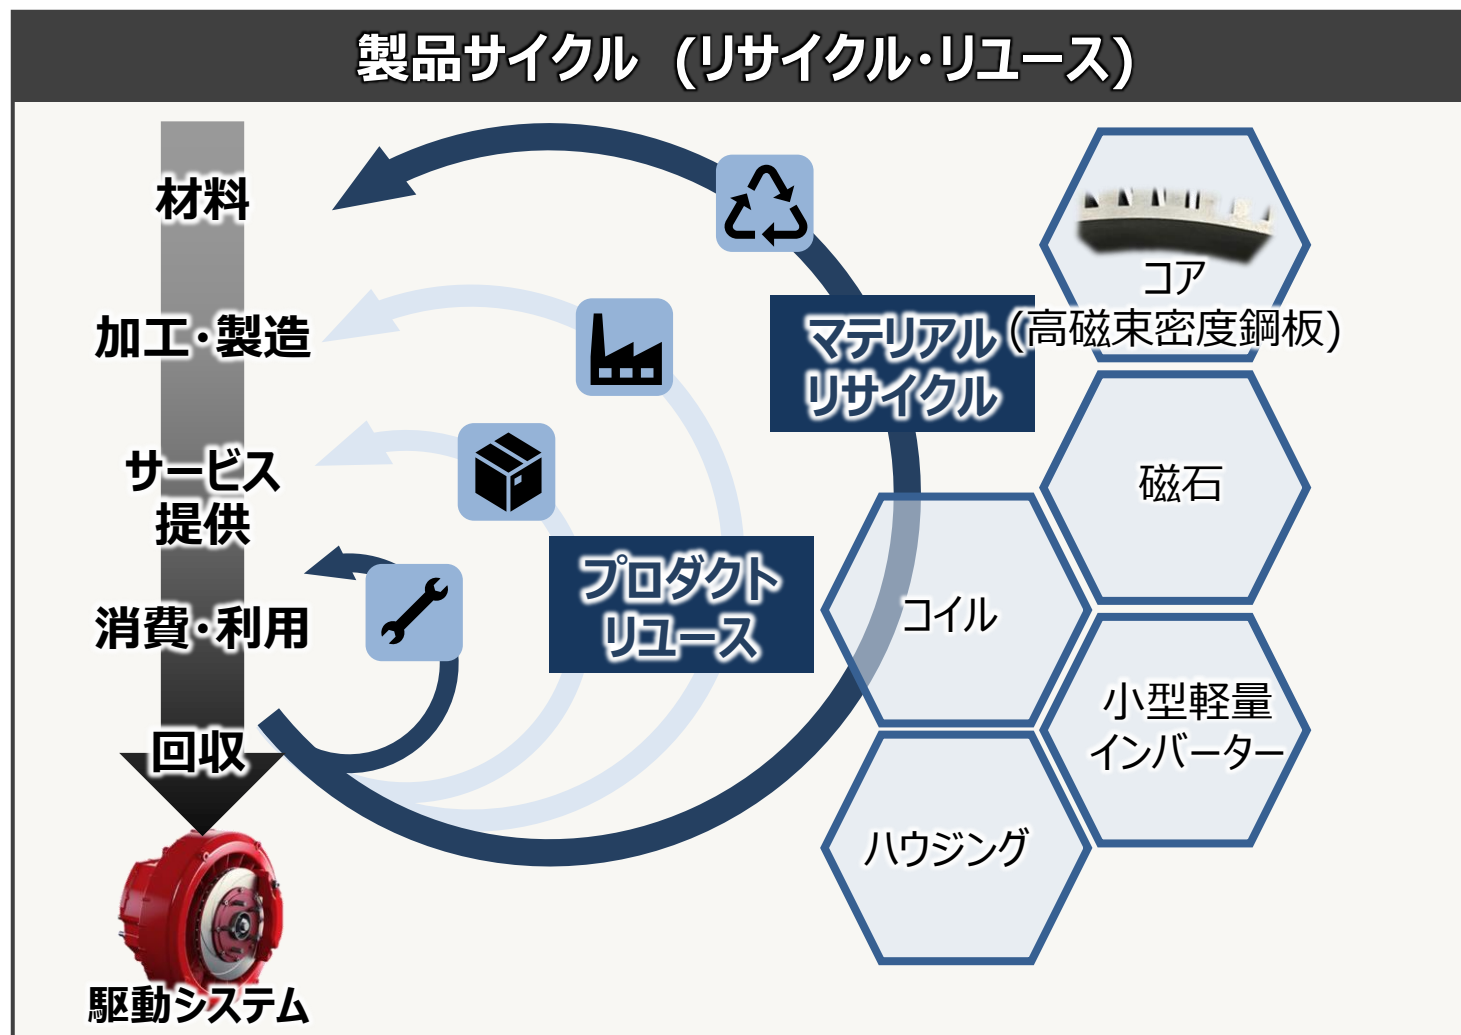 製品サイクル (リサイクル・リユース)
材料
加工・製造
サービス
提供
消費・利用
回収
駆動システム
マテリアル
リサイクル
プロダクト
リユース
コア
(高磁束密度鋼板)
磁石
コイル
小型軽量
インバーター
ハウジング